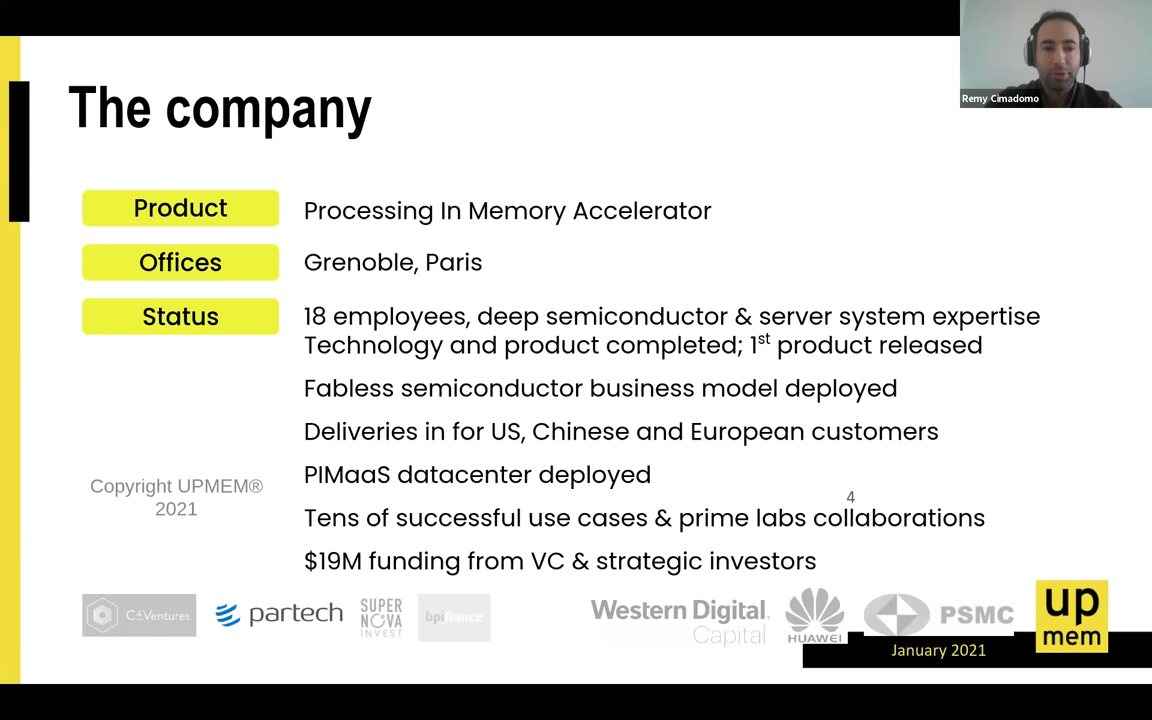 The company
Remy Cimadomo
Product
Processing In Memory Accelerator
Offices
Grenoble, Paris
Status
18 employees, deep semiconductor & server system expertise
Technology and product completed; 1st product released
Fabless semiconductor business model deployed
Deliveries in for US, Chinese and European customers
PIMaaS datacenter deployed
Copyright UPMEM®
2021
4
Tens of successful use cases & prime labs collaborations
$19M funding from VC & strategic investors
C4Ventures
partech
SUPER
NOVA
INVEST
bpifrance
Western Digital.
Capital
HUAWEI
PSMC
up
mem
January 2021